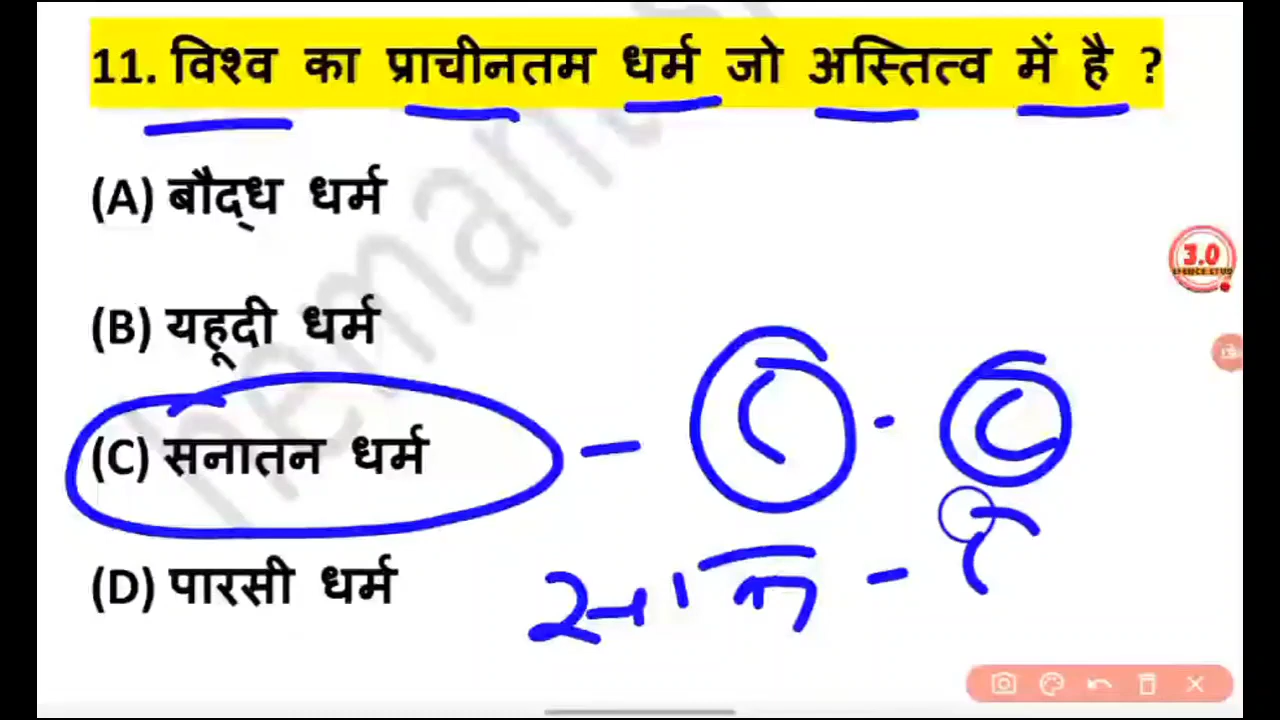 11. विश्व का प्राचीनतम धर्म जो अस्तित्व में है ?
(A) बौद्ध धर्म
(B) यहूदी धर्म
(C) सनातन धर्म
(D) पारसी धर्म
3.0